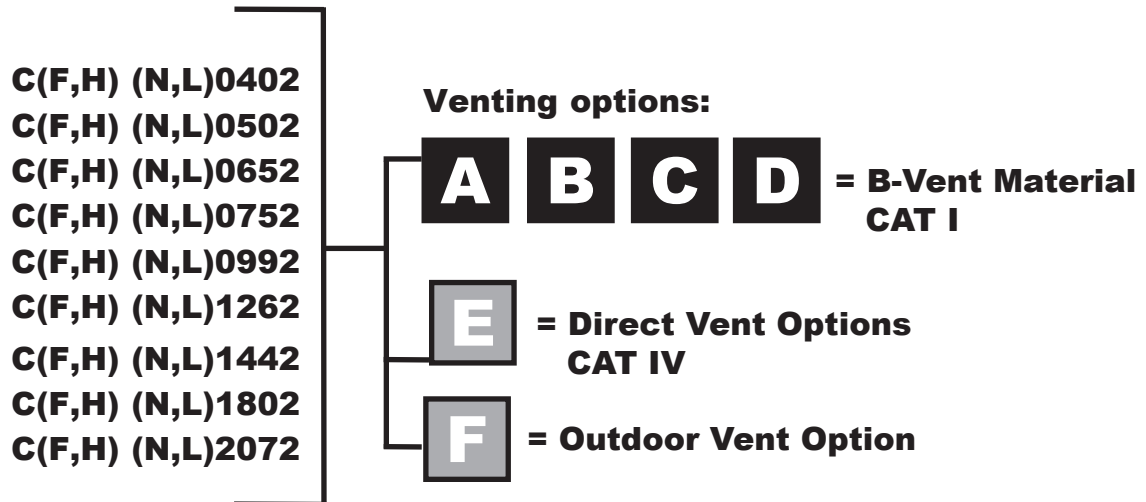 C(F,H) (N,L)0402
C(F,H) (N,L)0502
C(F,H) (N,L)0652
C(F,H) (N,L)0752
C(F,H) (N,L)0992
C(F,H) (N,L)1262
C(F,H) (N,L)1442
C(F,H) (N,L)1802
C(F,H) (N,L)2072
Venting options:
A B C D = B-Vent Material
CAT I
E = Direct Vent Options
CAT IV
F = Outdoor Vent Option